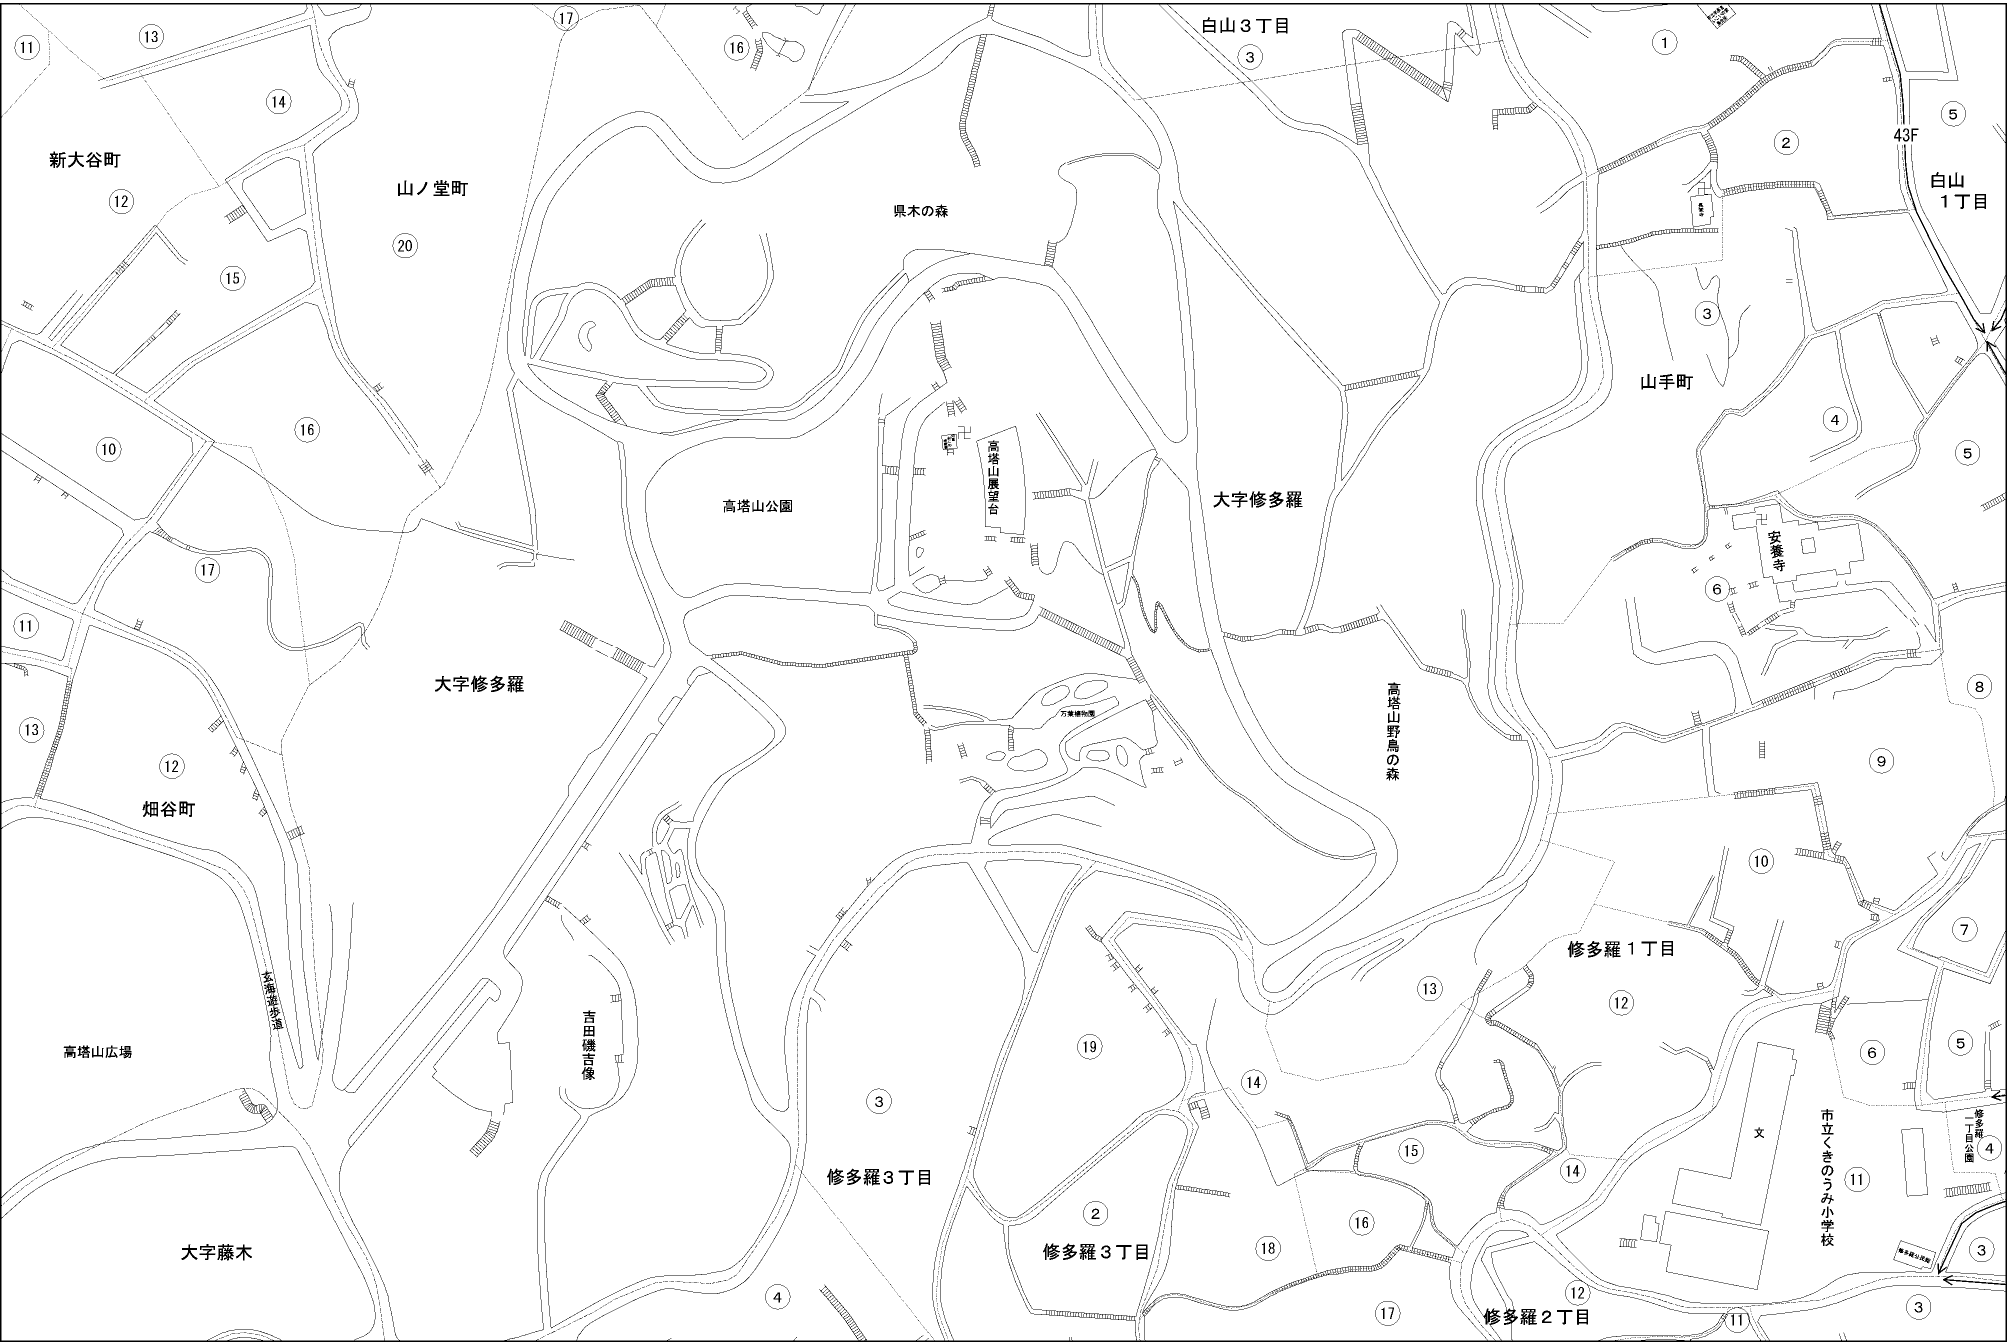 17
13
11
16
白山３丁目
3
1
14
5
43F
2
新大谷町
山ノ堂町
12
県木の森
白山
１丁目
20
15
3
山手町
16
10
4
5
高塔山展望台
高塔山公園
大字修多羅
安養寺
17
6
11
大字修多羅
高塔山野鳥の森
8
13
万葉植物園
12
9
畑谷町
10
7
修多羅１丁目
玄海遊歩道
13
12
吉田磯吉像
高塔山広場
19
6
5
14
3
市立くきのうみ小学校
修多羅
一丁目公園
文
4
15
14
修多羅３丁目
11
2
16
大字藤木
修多羅３丁目
18
修多羅公民館
3
4
12
3
17
修多羅２丁目
11